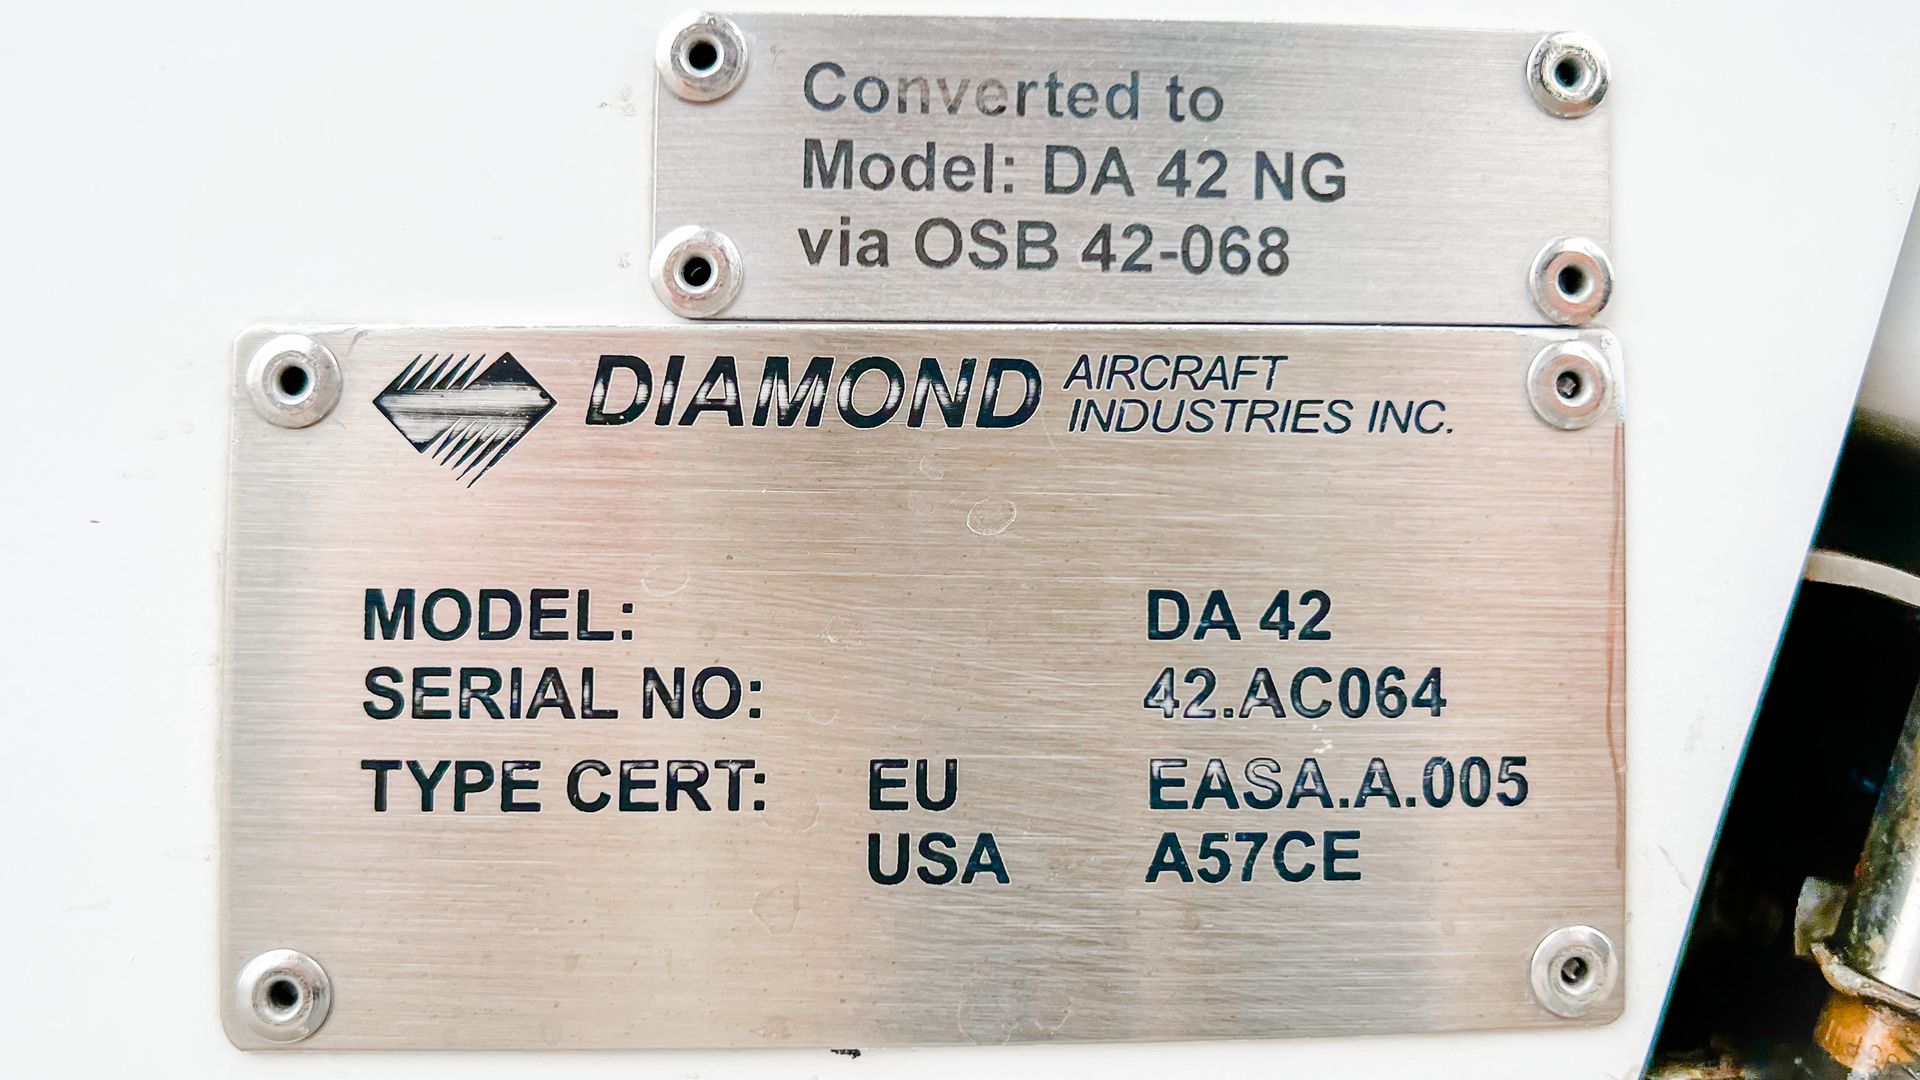 Converted to
Model: DA 42 NG
via OSB 42-068
DIAMOND AIRCRAFT
INDUSTRIES INC.
MODEL: DA 42
SERIAL NO: 42.AC064
TYPE CERT: EU EASA.A.005
USA A57CE